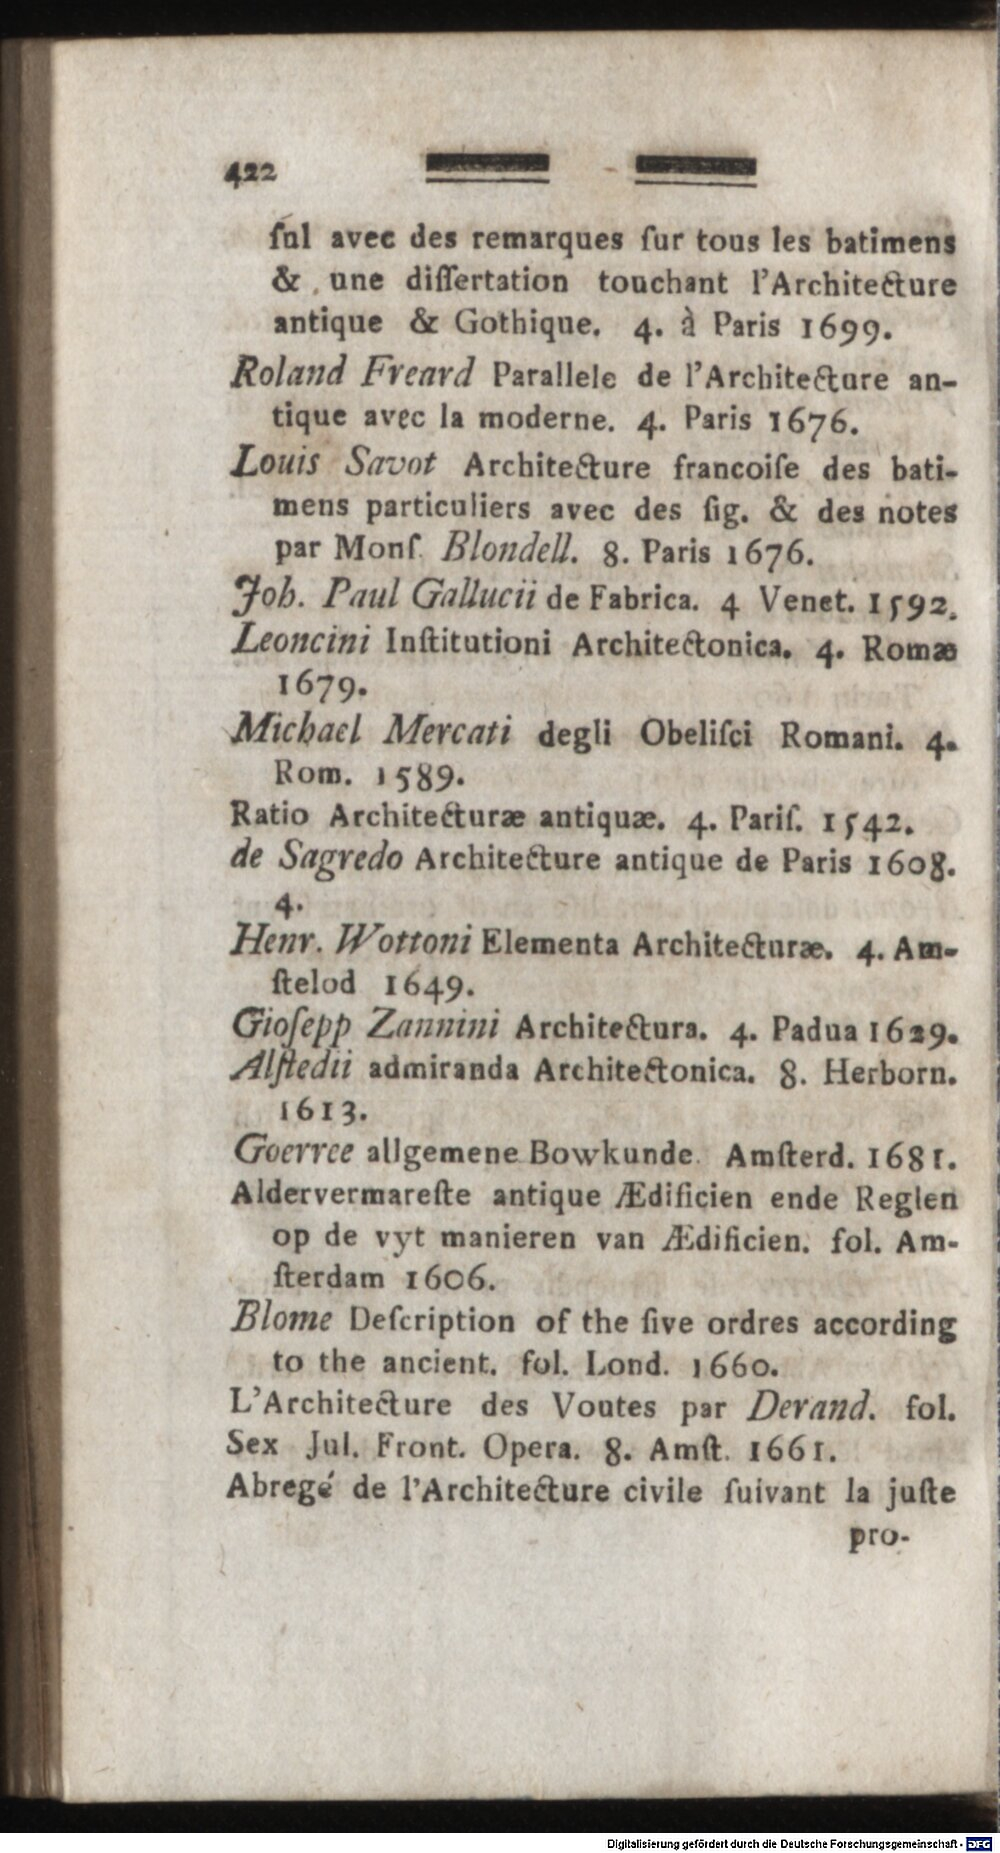 422
ſul avec des remarques ſur tous les batimens
& une diſſertation touchant l'Architecture
antique & Gothique. 4. à Paris 1699.
Roland Freard Parallele de l'Architecture an-
tique avec la moderne. 4. Paris 1676.
Louis Savot Architecture francoiſe des bati-
mens particuliers avec des ſig. & des notes
par Monſ. Blondell. 8. Paris 1676.
Joh. Paul Gallucii de Fabrica. 4 Venet. 1592.
Leoncini Inſtitutioni Architectonica. 4. Romæ
1679.
Michael Mercati degli Obeliſci Romani. 4.
Rom. 1589.
Ratio Architecturæ antiquæ. 4. Pariſ. 1542.
de Sagredo Architecture antique de Paris 1608.
4.
Henr. Wottoni Elementa Architecturæ. 4. Am-
ſtelod 1649.
Gioſepp Zannini Architectura. 4. Padua 1629.
Alſtedii admiranda Architectonica. 8. Herborn.
1613.
Goerree allgemene Bowkunde. Amſterd. 1681.
Aldervermareſte antique Ædificien ende Reglen
op de vyt manieren van Ædificien. fol. Am-
ſterdam 1606.
Blome Deſcription of the five ordres according
to the ancient. fol. Lond. 1660.
L'Architecture des Voutes par Derand. fol.
Sex Jul. Front. Opera. 8. Amſt. 1661.
Abregé de l'Architecture civile ſuivant la juſte
pro-
Digitalisierung gefördert durch die Deutsche Forschungsgemeinschaft - DFG